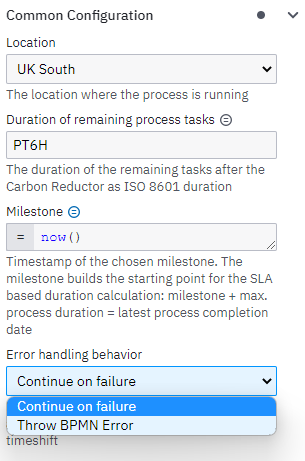 Common Configuration
Location
UK South
The location where the process is running
Duration of remaining process tasks
PT6H
The duration of the remaining tasks after the
Carbon Reductor as ISO 8601 duration
Milestone
= now()
Timestamp of the chosen milestone. The
milestone builds the starting point for the SLA
based duration calculation: milestone + max.
process duration = latest process completion
date
Error handling behavior
Continue on failure
Continue on failure
Throw BPMN Error
timeshift